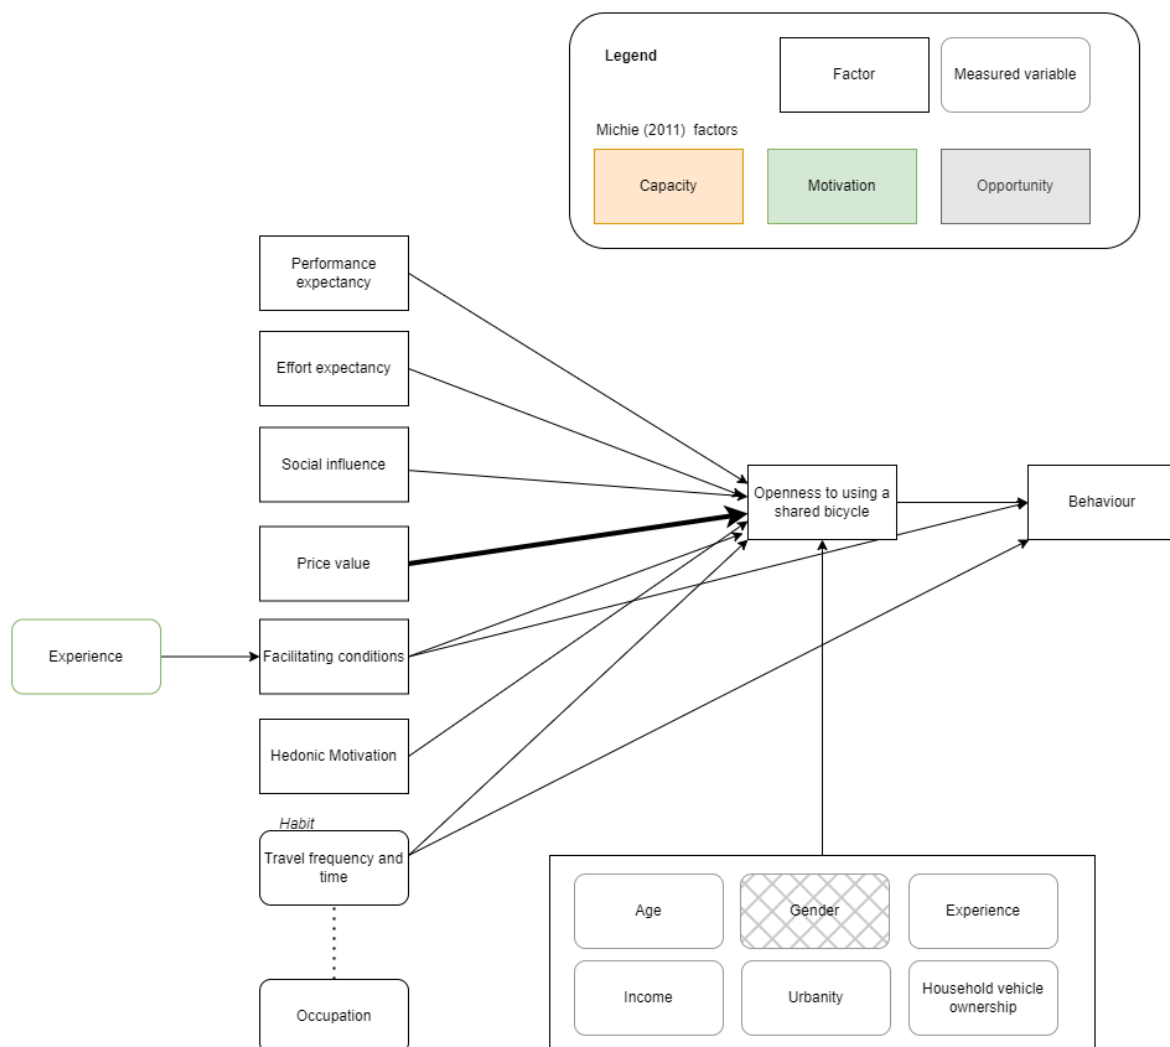 Legend
Factor
Measured variable
Michie (2011) factors
Capacity
Motivation
Opportunity
Performance
expectancy
Effort expectancy
Social influence
Openness to using a
shared bicycle
Behaviour
Price value
Experience
Facilitating conditions
Hedonic Motivation
Habit
Travel frequency and
time
Age
Gender
Experience
Income
Urbanity
Household vehicle
ownership
Occupation